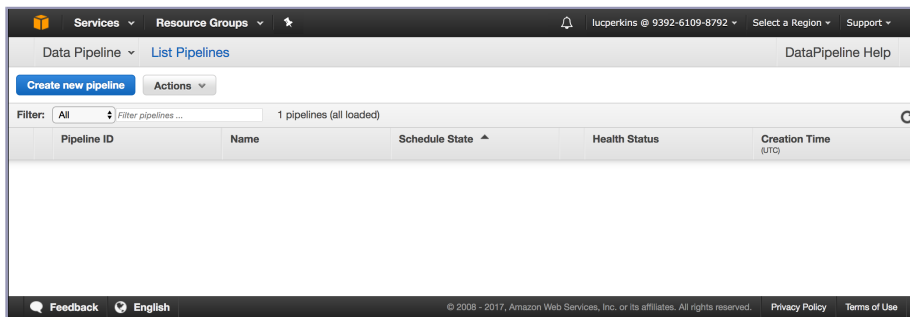 Services Resource Groups lucperkins @ 9392-6109-8792 Select a Region Support
Data Pipeline List Pipelines DataPipeline Help
Create new pipeline Actions
Filter: All Filter pipelines ... 1 pipelines (all loaded)
Pipeline ID Name Schedule State Health Status Creation Time
(UTC)
Feedback English © 2008 - 2017, Amazon Web Services, Inc. or its affiliates. All rights reserved. Privacy Policy Terms of Use